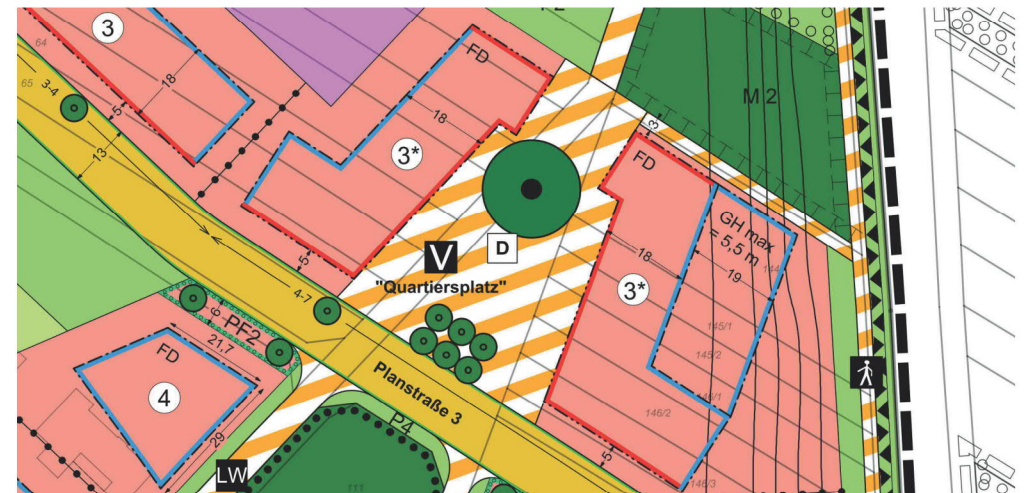 3
FD
64
18
65
3-4
5
18
3*
13
M 2
3
FD
GH max
= 5,5 m
18
19
144
3*
V
D
"Quartiersplatz"
5
4-7
6
PF2
21,7
FD
4
29
Planstraße 3
P4
145/1
145/2
146/1
146/2
146/3
5
LW
111